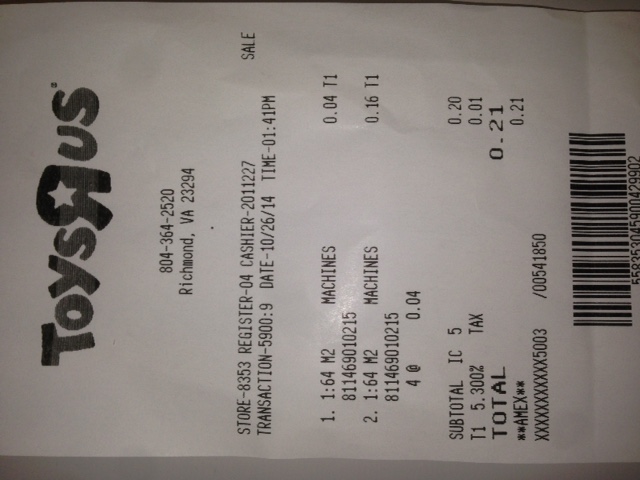 ToysRus
804-364-2520
Richmond, VA 23294
SALE
STORE-8353 REGISTER-04 CASHIER-2011227
TRANSACTION-5900:9 DATE-10/26/14 TIME-01:41PM
1. 1:64 M2 MACHINES 0.04 T1
811469010215
2. 1:64 M2 MACHINES 0.16 T1
811469010215
4 @ 0.04
SUBTOTAL IC 5 0.20
T1 5.300% TAX 0.01
TOTAL 0.21
**AMEX** 0.21
XXXXXXXXXXX5003 /00541850